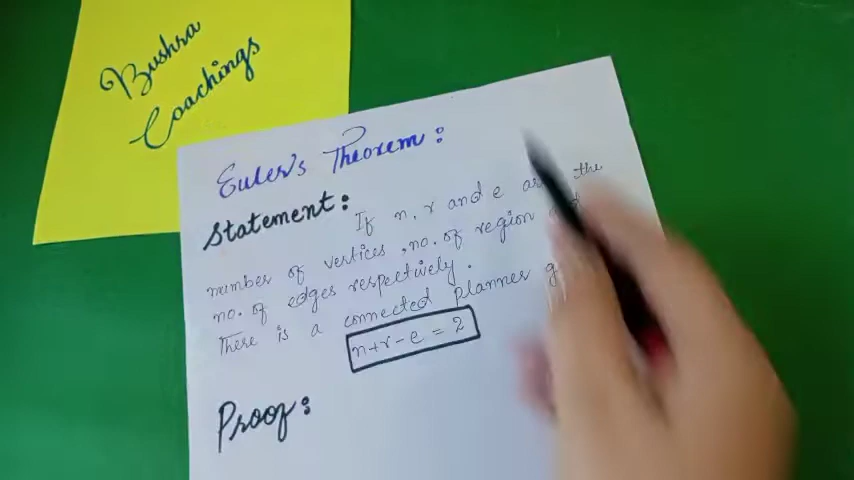 Bushra
Coachings
Euler's Theorem:
Statement:
If n, r and e are the
number of vertices, no. of region and
no. of edges respectively.
There is a connected planner
n+r-e = 2
Proof: